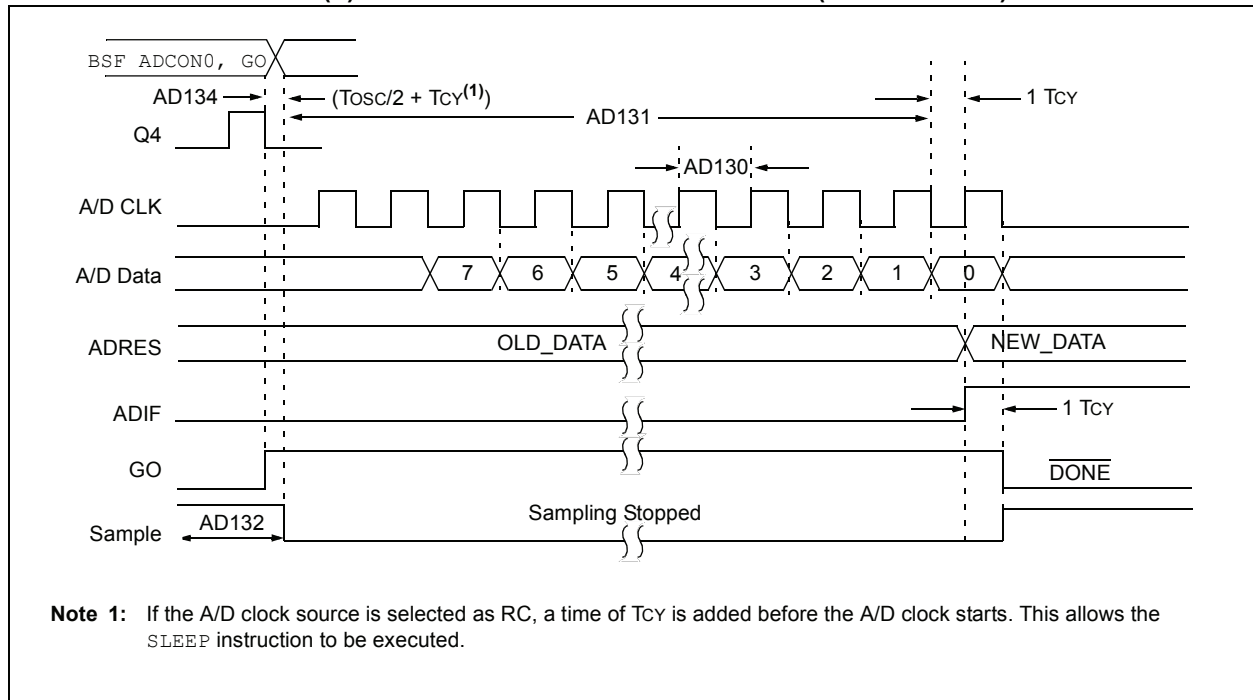 BSF ADCON0, GO
AD134
(TOSC/2 + TCY(1))
1 TCY
AD131
Q4
AD130
A/D CLK
A/D Data
7 6 5 4 3 2 1 0
ADRES
OLD_DATA
NEW_DATA
ADIF
1 TCY
GO
DONE
Sample
AD132
Sampling Stopped
Note 1: If the A/D clock source is selected as RC, a time of TCY is added before the A/D clock starts. This allows the
SLEEP instruction to be executed.